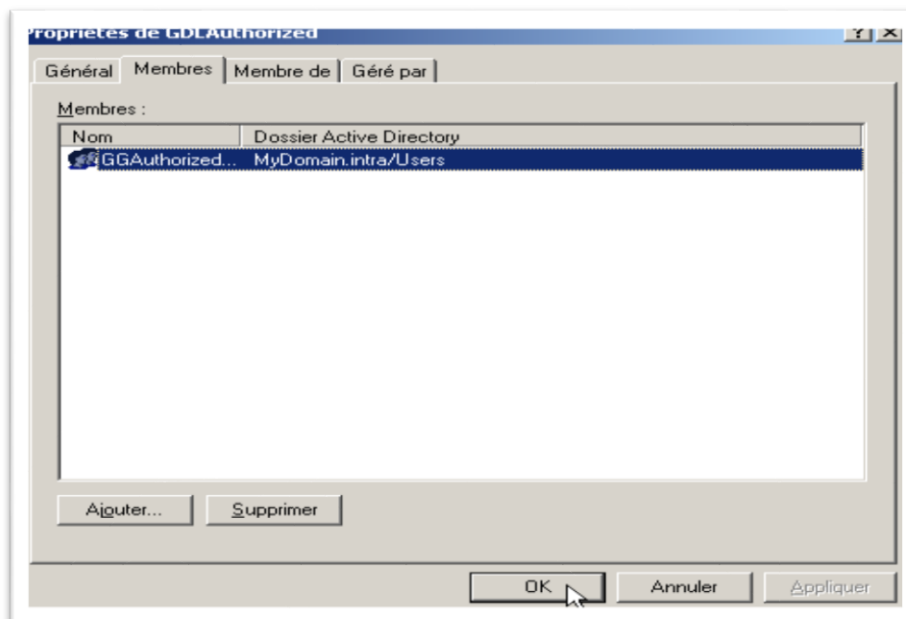 Propriétés de GDLAuthorized
Général Membres Membre de Géré par
Membres :
Nom Dossier Active Directory
GGAuthorized... MyDomain.intra/Users
Ajouter... Supprimer
OK Annuler Appliquer